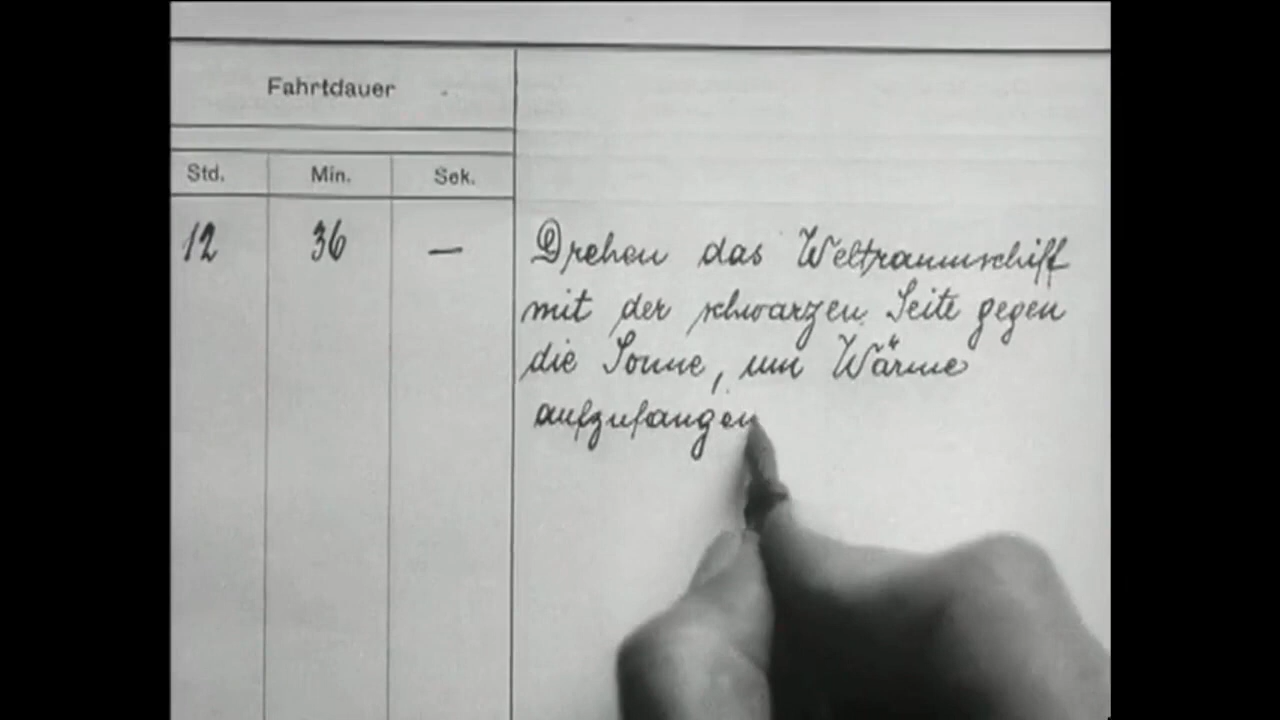 Fahrtdauer
Std. Min. Sek.
12 36 —
Drehen das Weltraumschiff
mit der schwarzen Seite gegen
die Sonne, um Wärme
aufzufangen